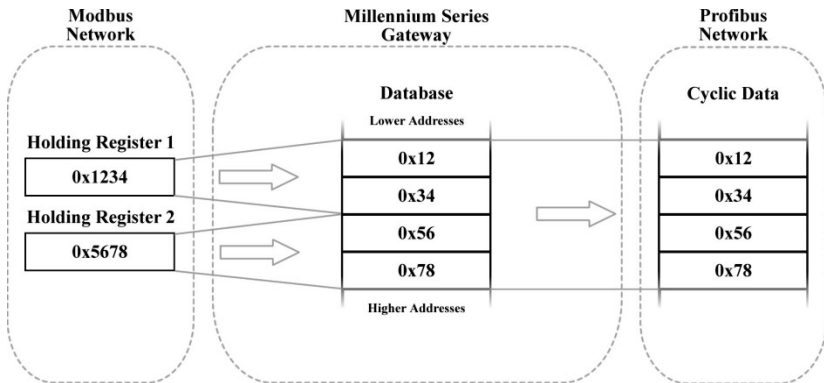 Modbus
Network
Millennium Series
Gateway
Profibus
Network
Database
Cyclic Data
Lower Addresses
Holding Register 1
0x1234
Holding Register 2
0x5678
0x12
0x34
0x56
0x78
Higher Addresses
0x12
0x34
0x56
0x78